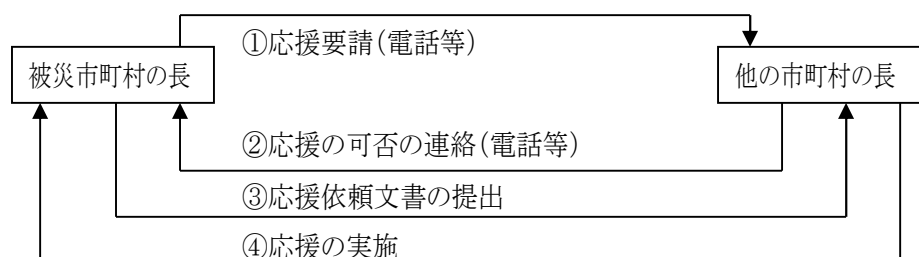 ①応援要請(電話等)
被災市町村の長
他の市町村の長
②応援の可否の連絡(電話等)
③応援依頼文書の提出
④応援の実施